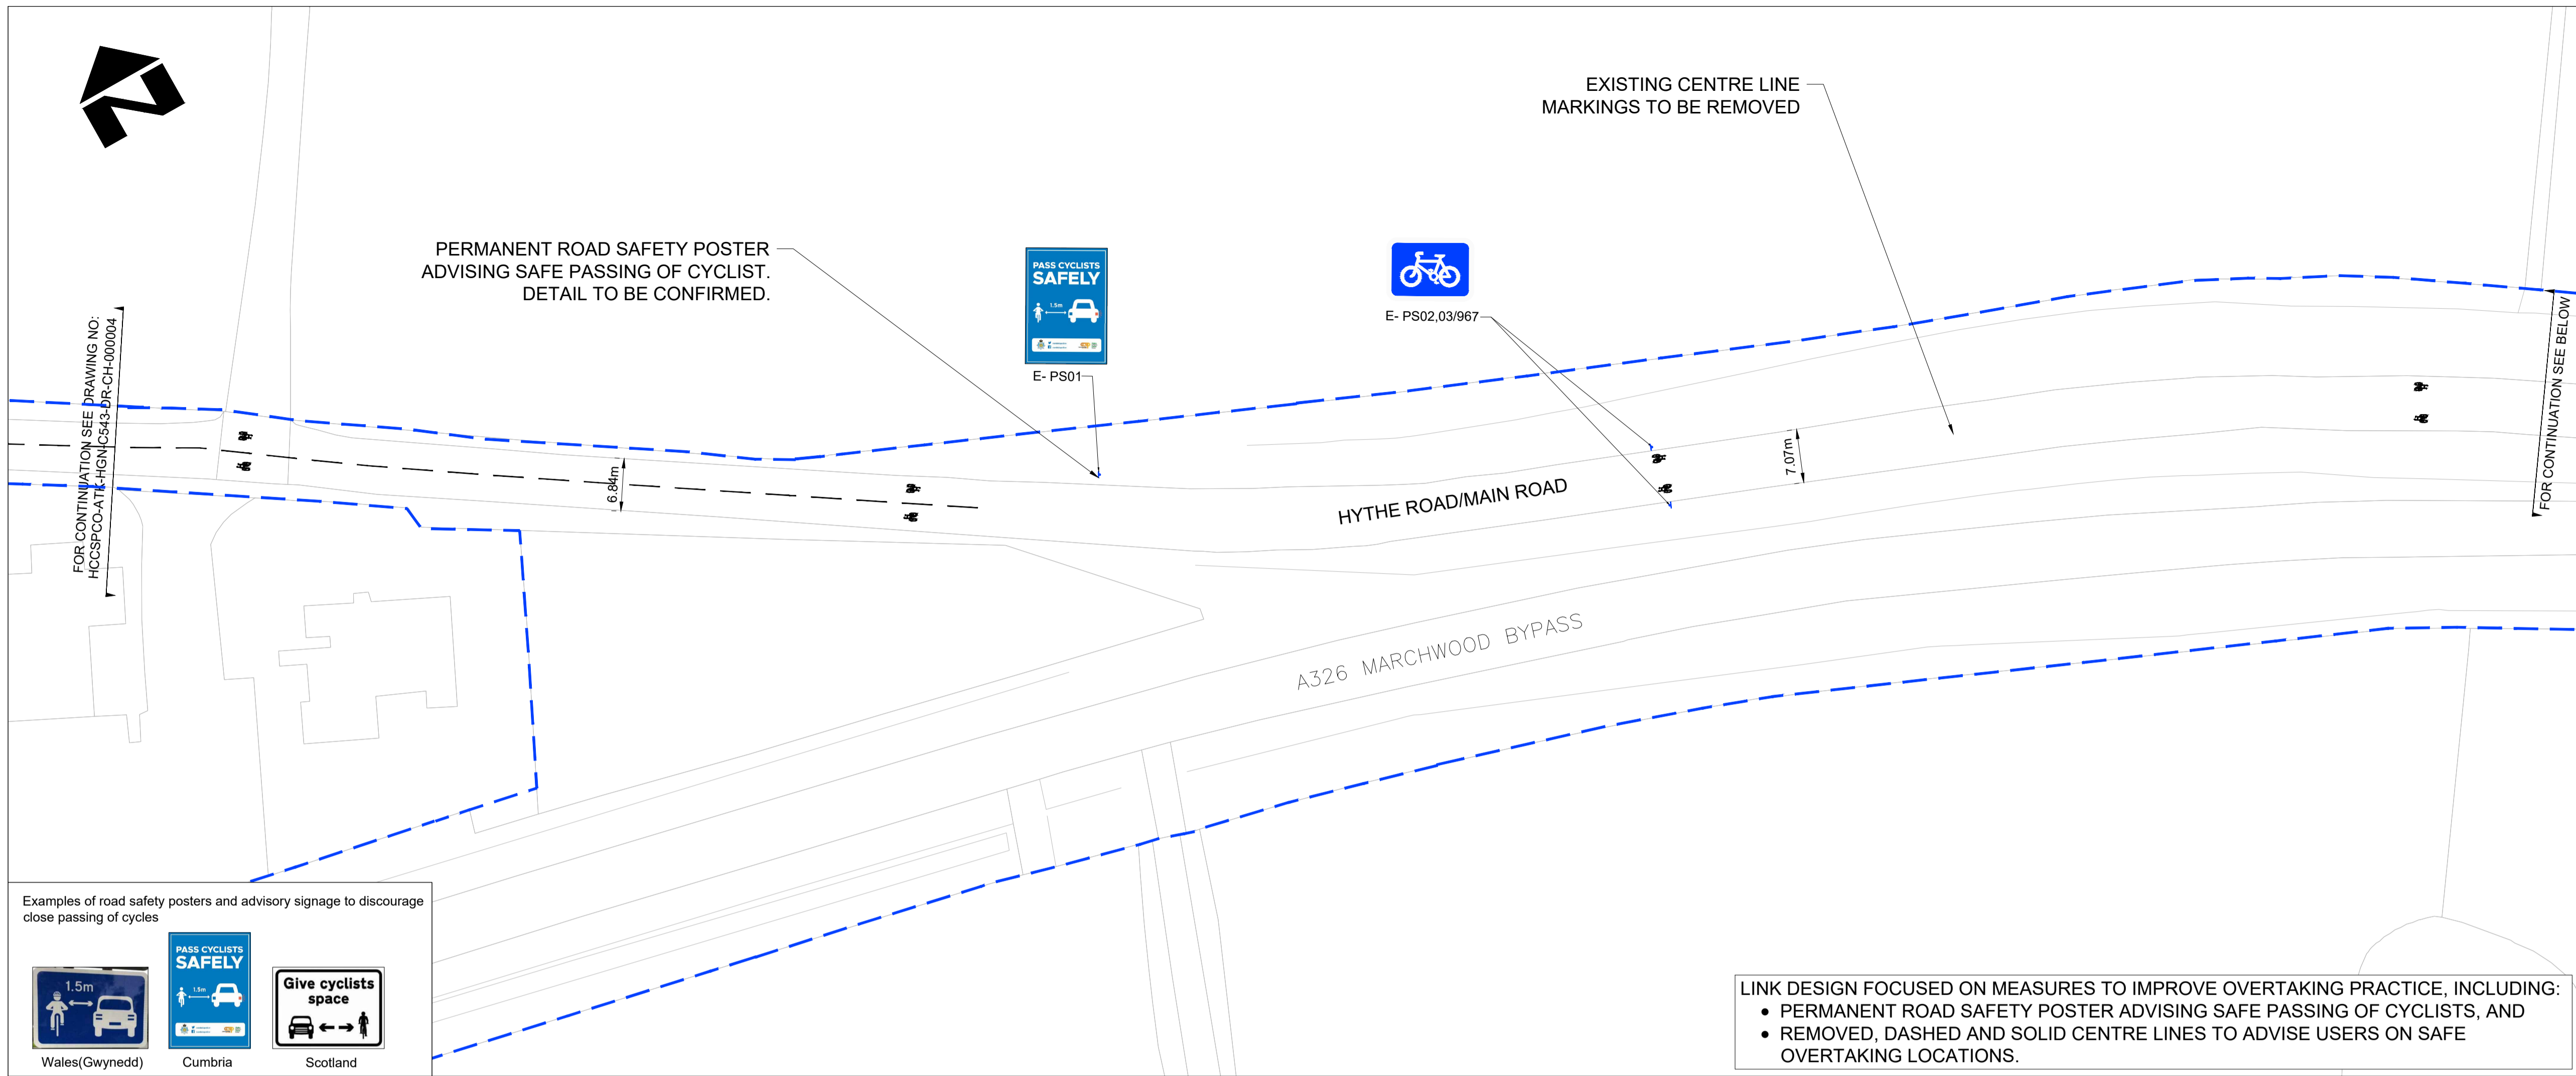 EXISTING CENTRE LINE
MARKINGS TO BE REMOVED
PERMANENT ROAD SAFETY POSTER
ADVISING SAFE PASSING OF CYCLIST.
DETAIL TO BE CONFIRMED.
PASS CYCLISTS
SAFELY
1.5m
E- PS01
E- PS02,03/967
FOR CONTINUATION SEE DRAWING NO:
HCCSPCO-ATK-HGN-C543-DR-CH-000004
FOR CONTINUATION SEE BELOW
6.84m
7.07m
HYTHE ROAD/MAIN ROAD
A326 MARCHWOOD BYPASS
Examples of road safety posters and advisory signage to discourage
close passing of cycles
1.5m
PASS CYCLISTS
SAFELY
1.5m
Give cyclists
space
Wales(Gwynedd)
Cumbria
Scotland
LINK DESIGN FOCUSED ON MEASURES TO IMPROVE OVERTAKING PRACTICE, INCLUDING:
• PERMANENT ROAD SAFETY POSTER ADVISING SAFE PASSING OF CYCLISTS, AND
• REMOVED, DASHED AND SOLID CENTRE LINES TO ADVISE USERS ON SAFE
OVERTAKING LOCATIONS.